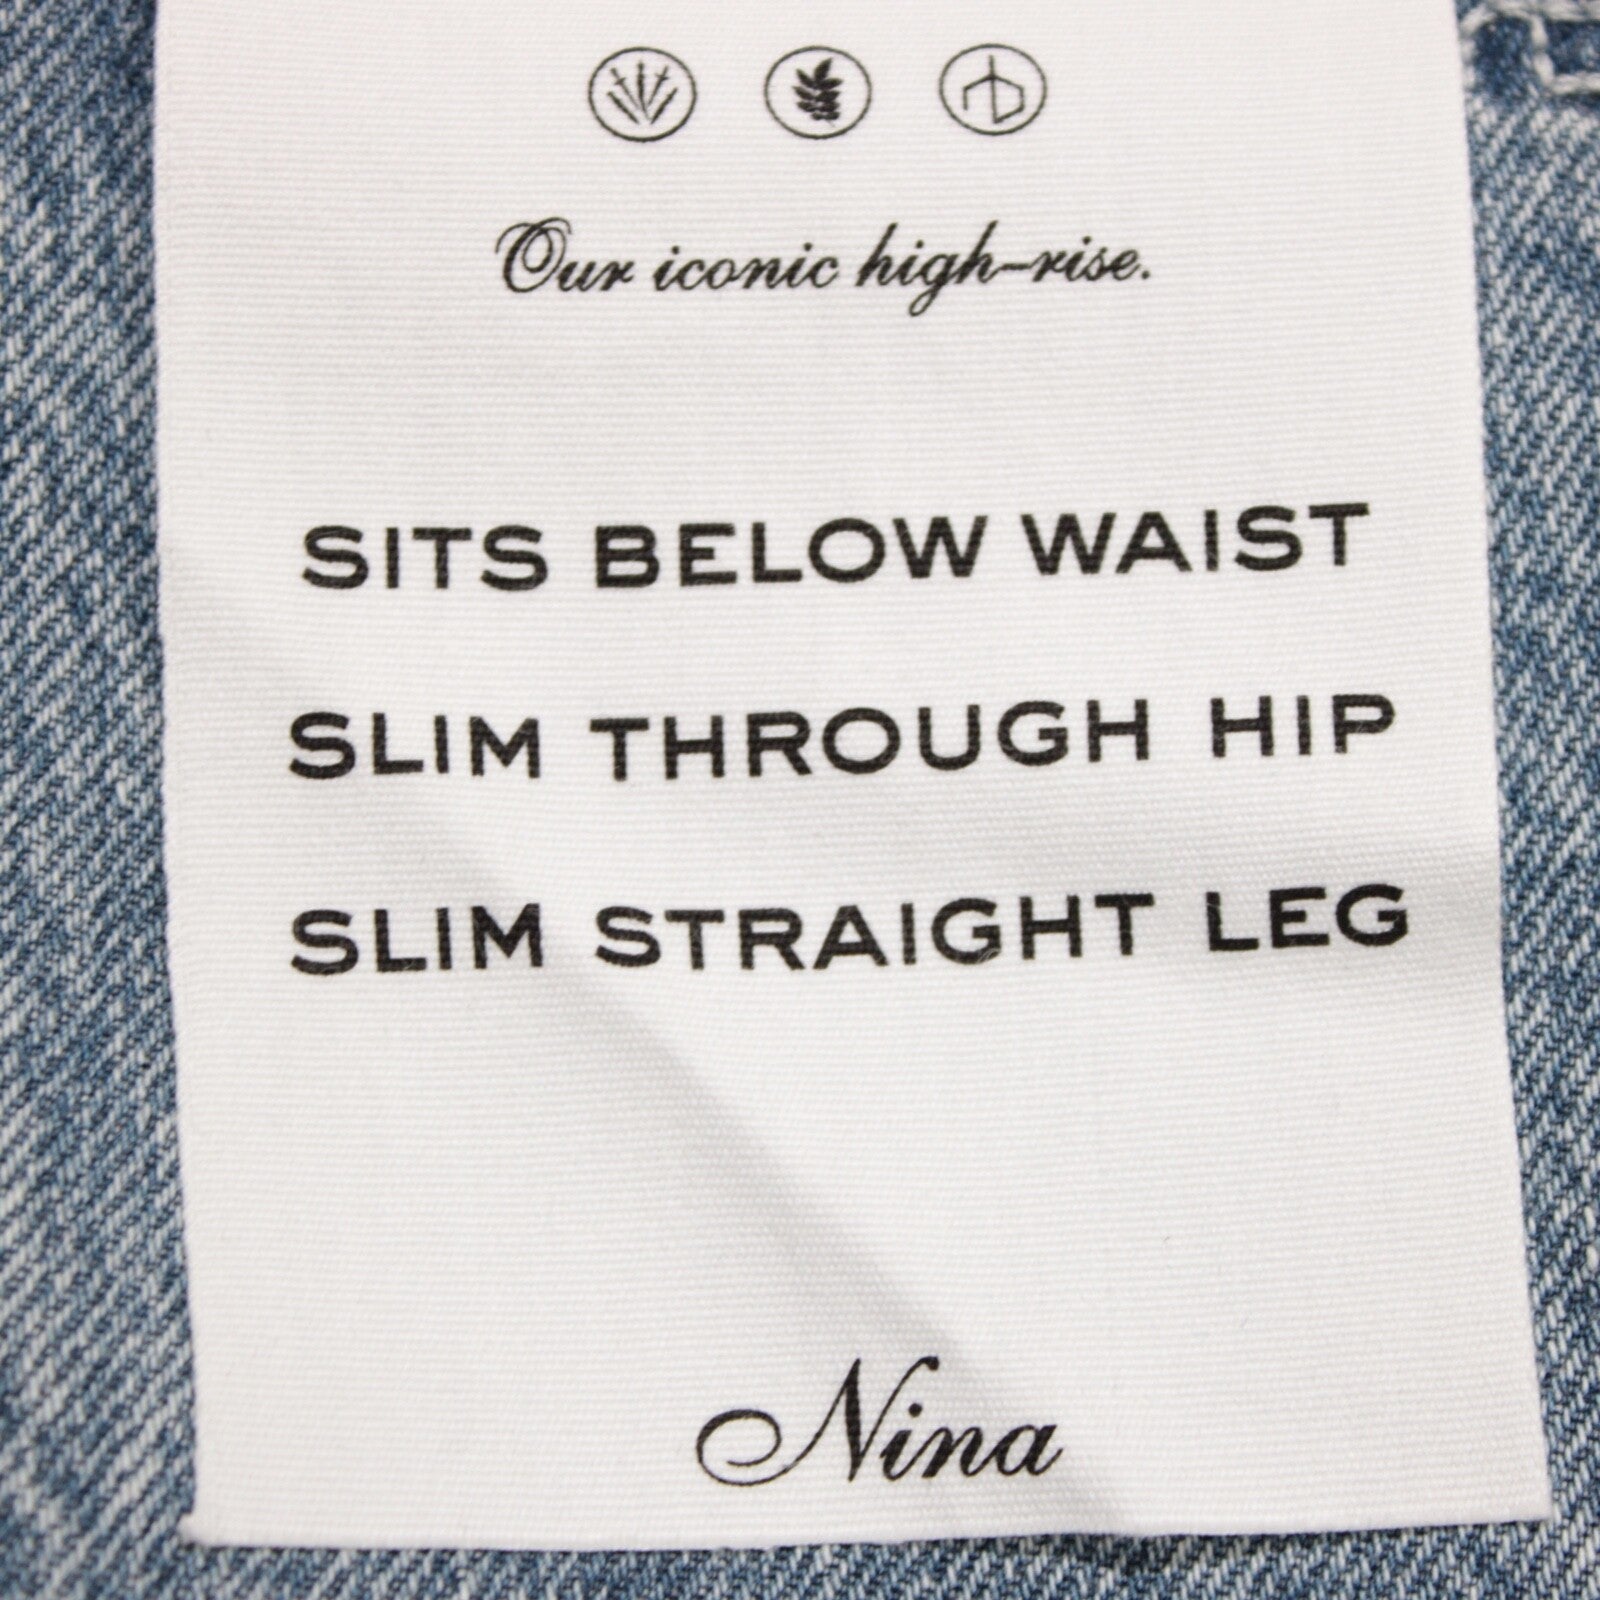 Our iconic high-rise.
SITS BELOW WAIST
SLIM THROUGH HIP
SLIM STRAIGHT LEG
Nina